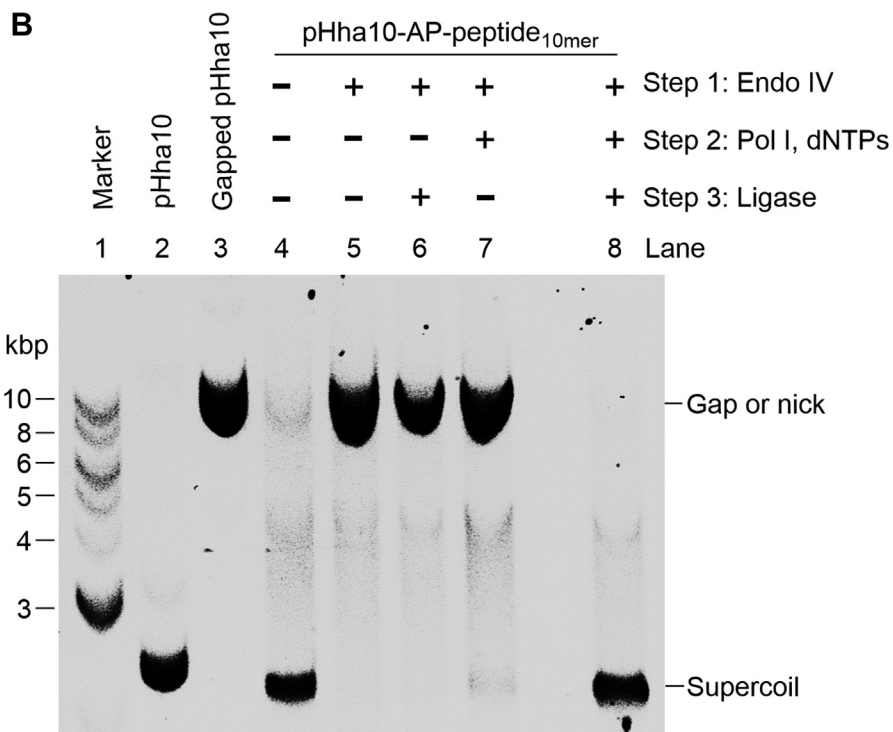 B
pHha10-AP-peptide10mer
Marker
pHha10
Gapped pHha10
− + + + + Step 1: Endo IV
− − − + + Step 2: Pol I, dNTPs
− − + − + Step 3: Ligase
1 2 3 4 5 6 7 8 Lane
kbp
10
8
6
5
4
3
Gap or nick
Supercoil